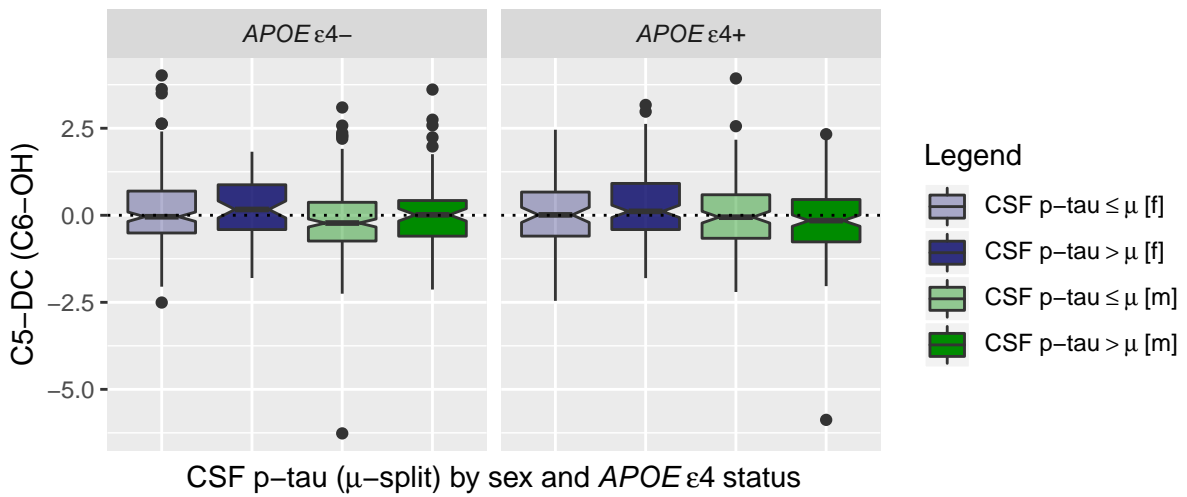 APOE ε4− APOE ε4+
C5−DC (C6−OH)
2.5
0.0
−2.5
−5.0
CSF p−tau (μ−split) by sex and APOE ε4 status
Legend
CSF p−tau ≤ μ [f]
CSF p−tau > μ [f]
CSF p−tau ≤ μ [m]
CSF p−tau > μ [m]